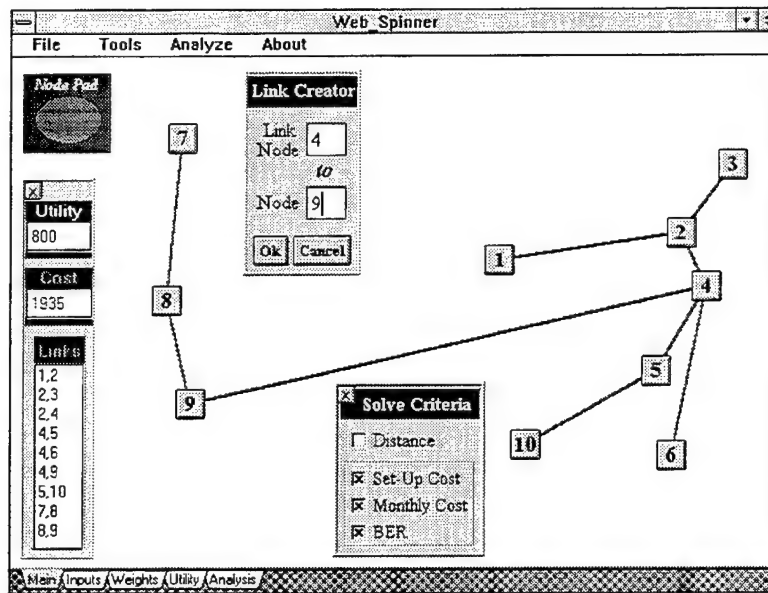 Web_Spinner
File Tools Analyze About
Node Pad
Link Creator
Link Node 4
to
Node 9
Ok Cancel
Utility
800
Cost
1935
Links
1,2
2,3
2,4
4,5
4,6
4,9
5,10
7,8
8,9
7
8
9
1
2
3
4
5
6
10
Solve Criteria
Distance
Set-Up Cost
Monthly Cost
BER
Main Inputs Weights Utility Analysis